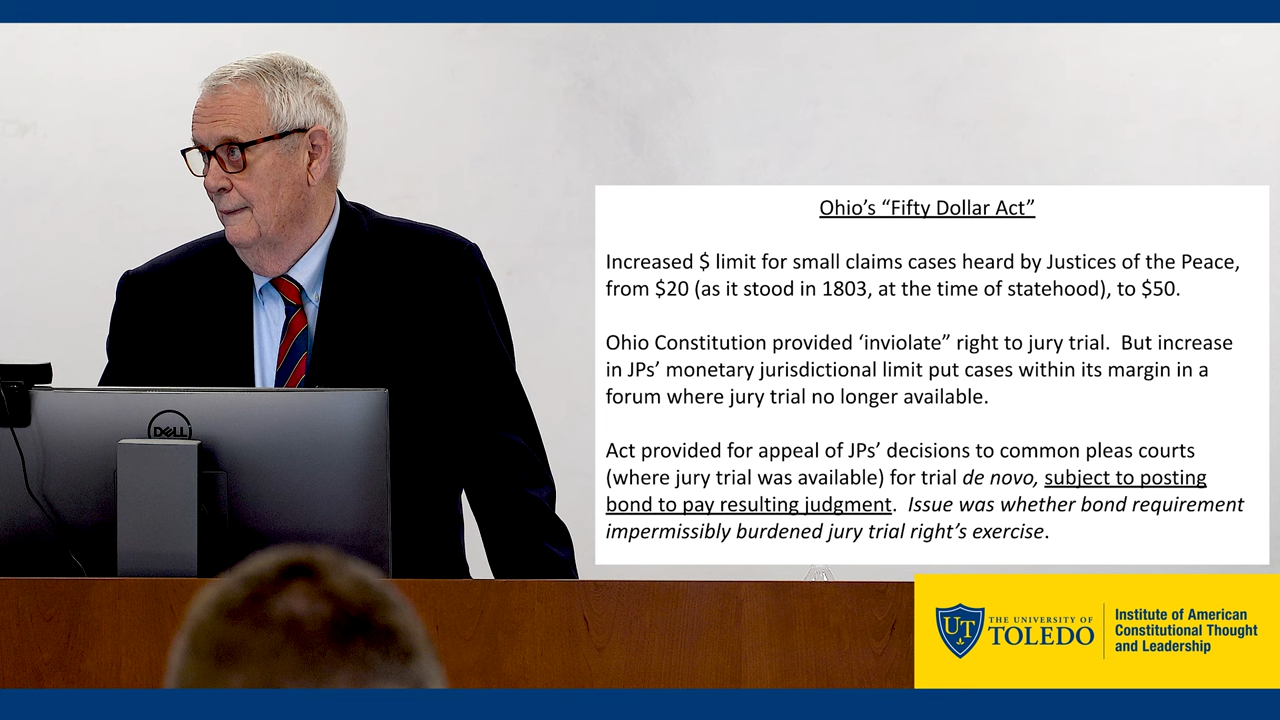 Ohio's “Fifty Dollar Act”
Increased $ limit for small claims cases heard by Justices of the Peace,
from $20 (as it stood in 1803, at the time of statehood), to $50.
Ohio Constitution provided ‘inviolate” right to jury trial.  But increase
in JPs’ monetary jurisdictional limit put cases within its margin in a
forum where jury trial no longer available.
Act provided for appeal of JPs’ decisions to common pleas courts
(where jury trial was available) for trial de novo, subject to posting
bond to pay resulting judgment.  Issue was whether bond requirement
impermissibly burdened jury trial right’s exercise.
DELL
UT
THE UNIVERSITY OF
TOLEDO
Institute of American
Constitutional Thought
and Leadership